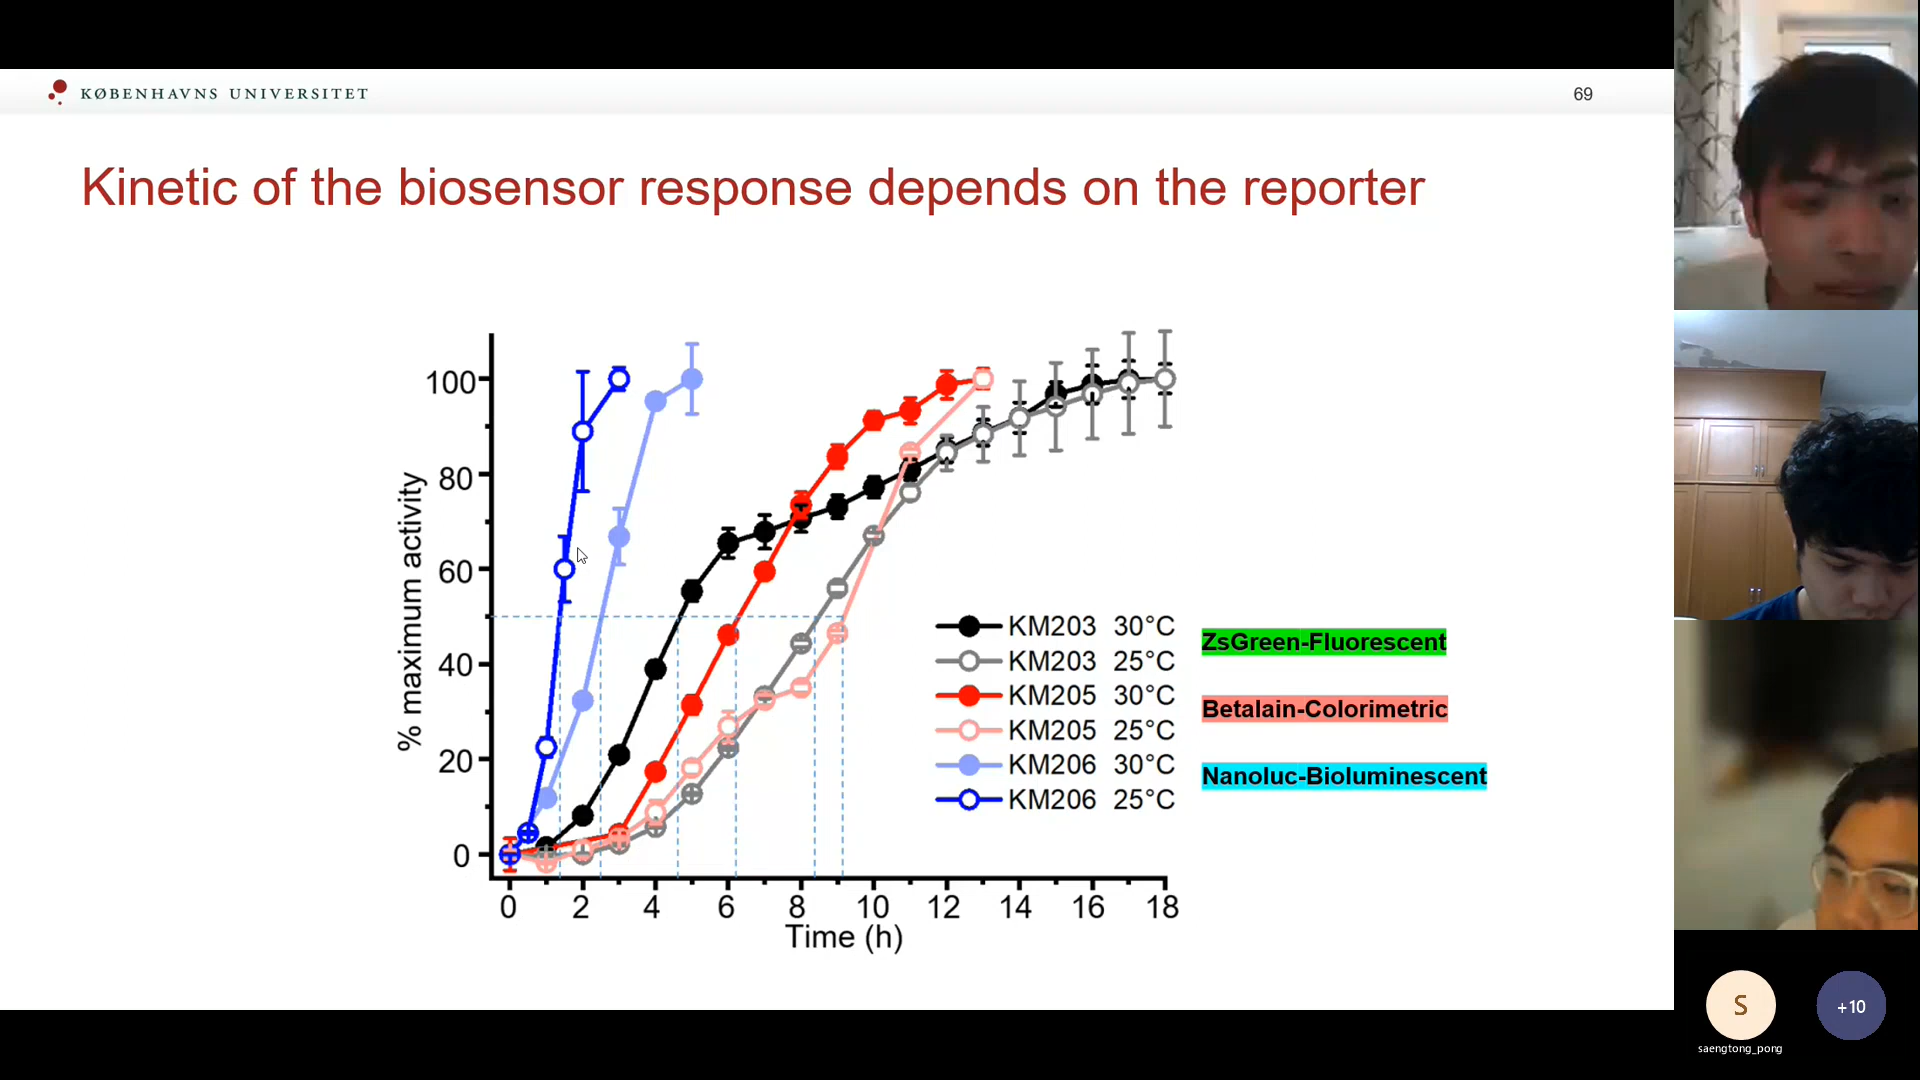 KØBENHAVNS UNIVERSITET
69
Kinetic of the biosensor response depends on the reporter
% maximum activity
100
80
60
40
20
0
0 2 4 6 8 10 12 14 16 18
Time (h)
KM203 30°C
KM203 25°C
KM205 30°C
KM205 25°C
KM206 30°C
KM206 25°C
ZsGreen-Fluorescent
Betalain-Colorimetric
Nanoluc-Bioluminescent
S
+10
saengtong_pong